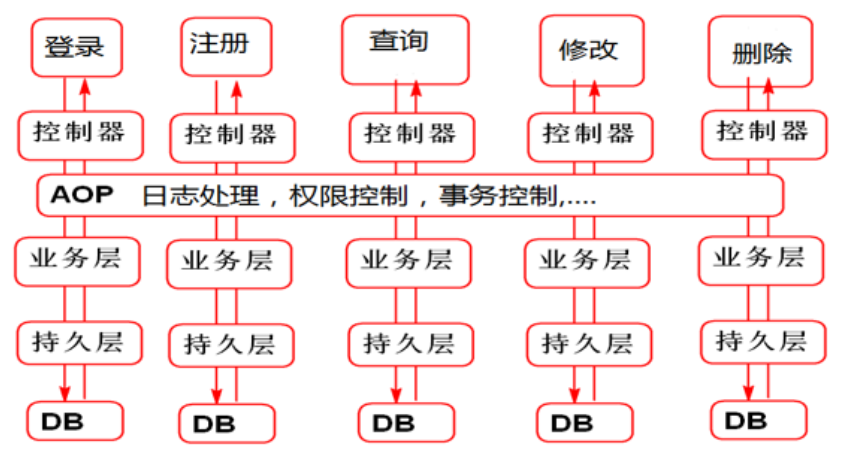 登录 注册 查询 修改 删除
控制器 控制器 控制器 控制器 控制器
AOP 日志处理，权限控制，事务控制,....
业务层 业务层 业务层 业务层 业务层
持久层 持久层 持久层 持久层 持久层
DB DB DB DB DB